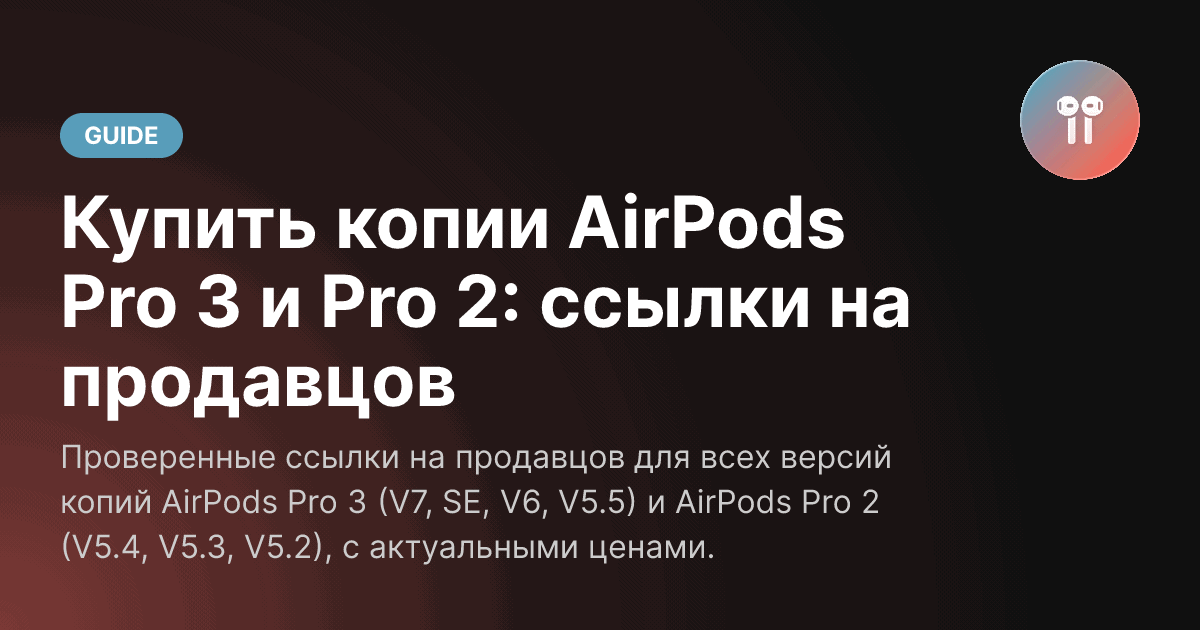 GUIDE
Купить копии AirPods
Pro 3 и Pro 2: ссылки на
продавцов
Проверенные ссылки на продавцов для всех версий
копий AirPods Pro 3 (V7, SE, V6, V5.5) и AirPods Pro 2
(V5.4, V5.3, V5.2), с актуальными ценами.